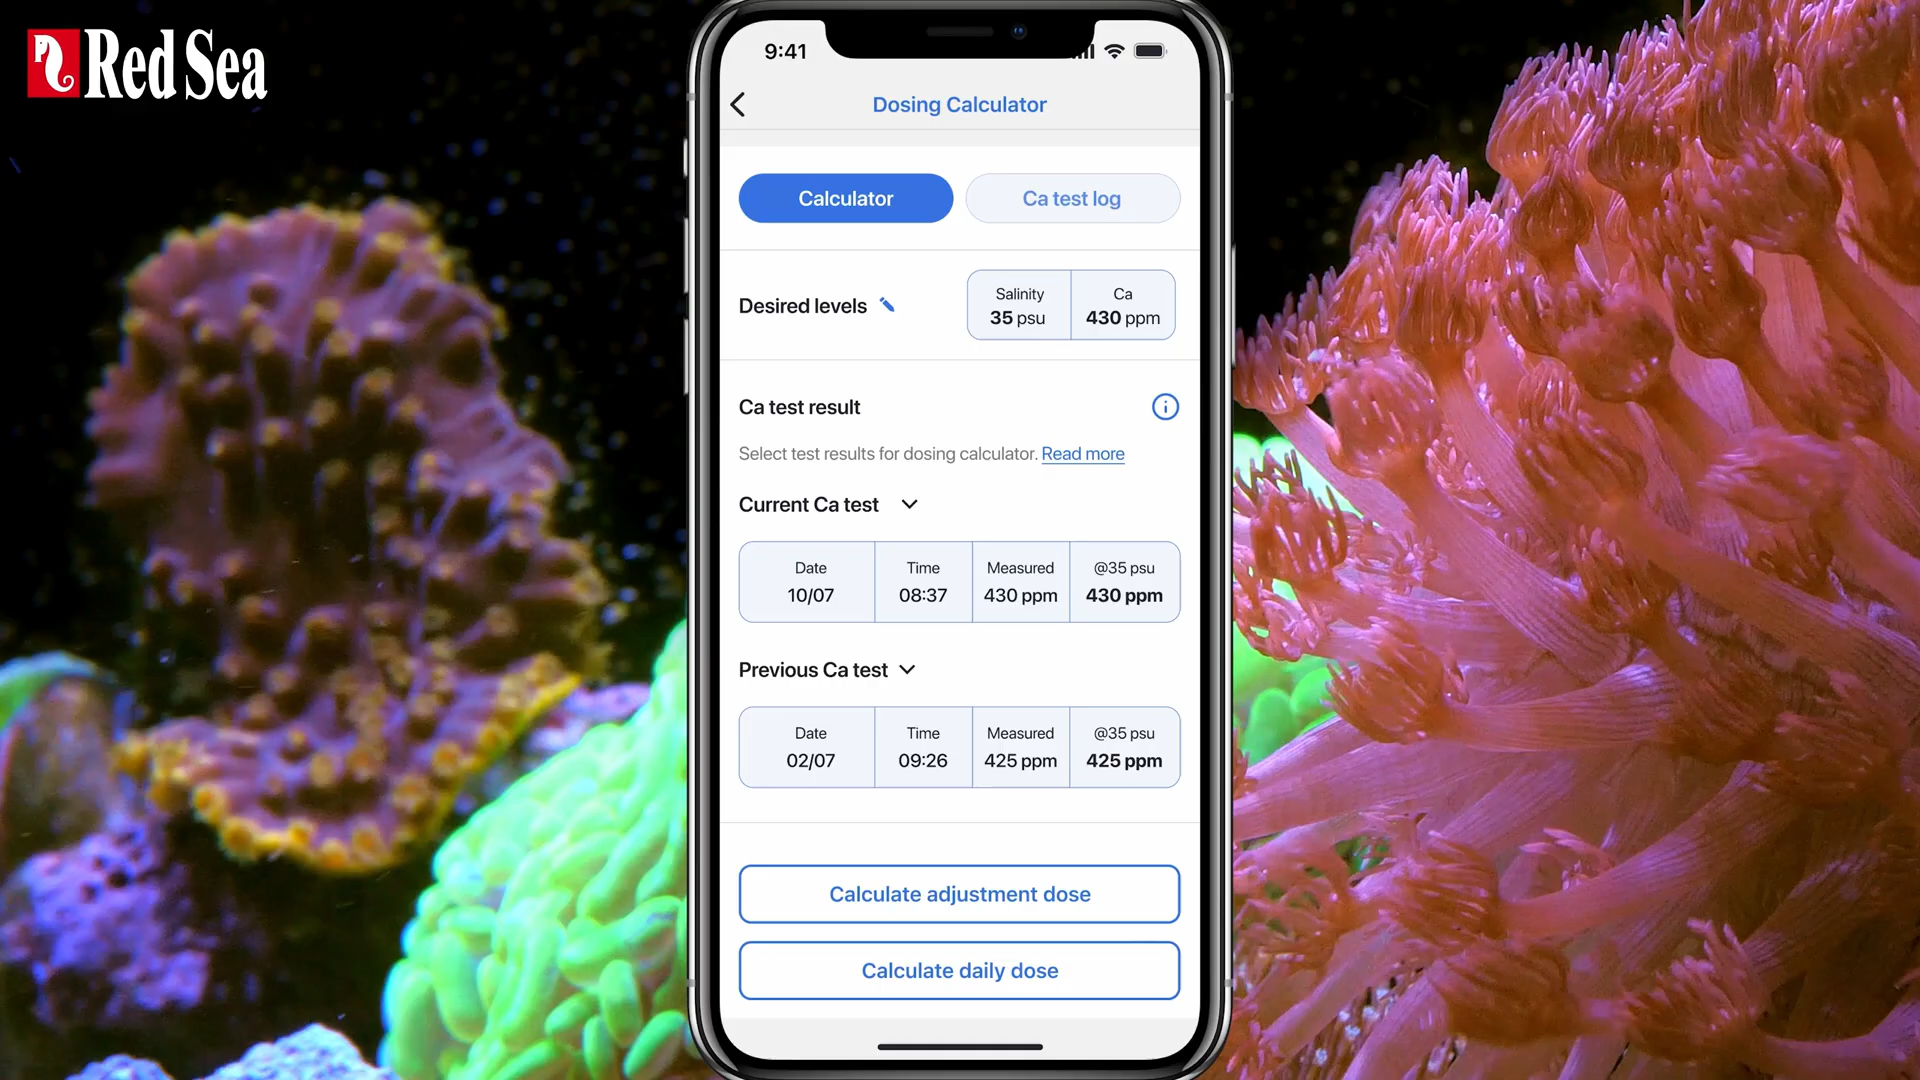 Red Sea
9:41
Dosing Calculator
Calculator
Ca test log
Desired levels
Salinity
35 psu
Ca
430 ppm
Ca test result
Select test results for dosing calculator. Read more
Current Ca test
Date
10/07
Time
08:37
Measured
430 ppm
@35 psu
430 ppm
Previous Ca test
Date
02/07
Time
09:26
Measured
425 ppm
@35 psu
425 ppm
Calculate adjustment dose
Calculate daily dose